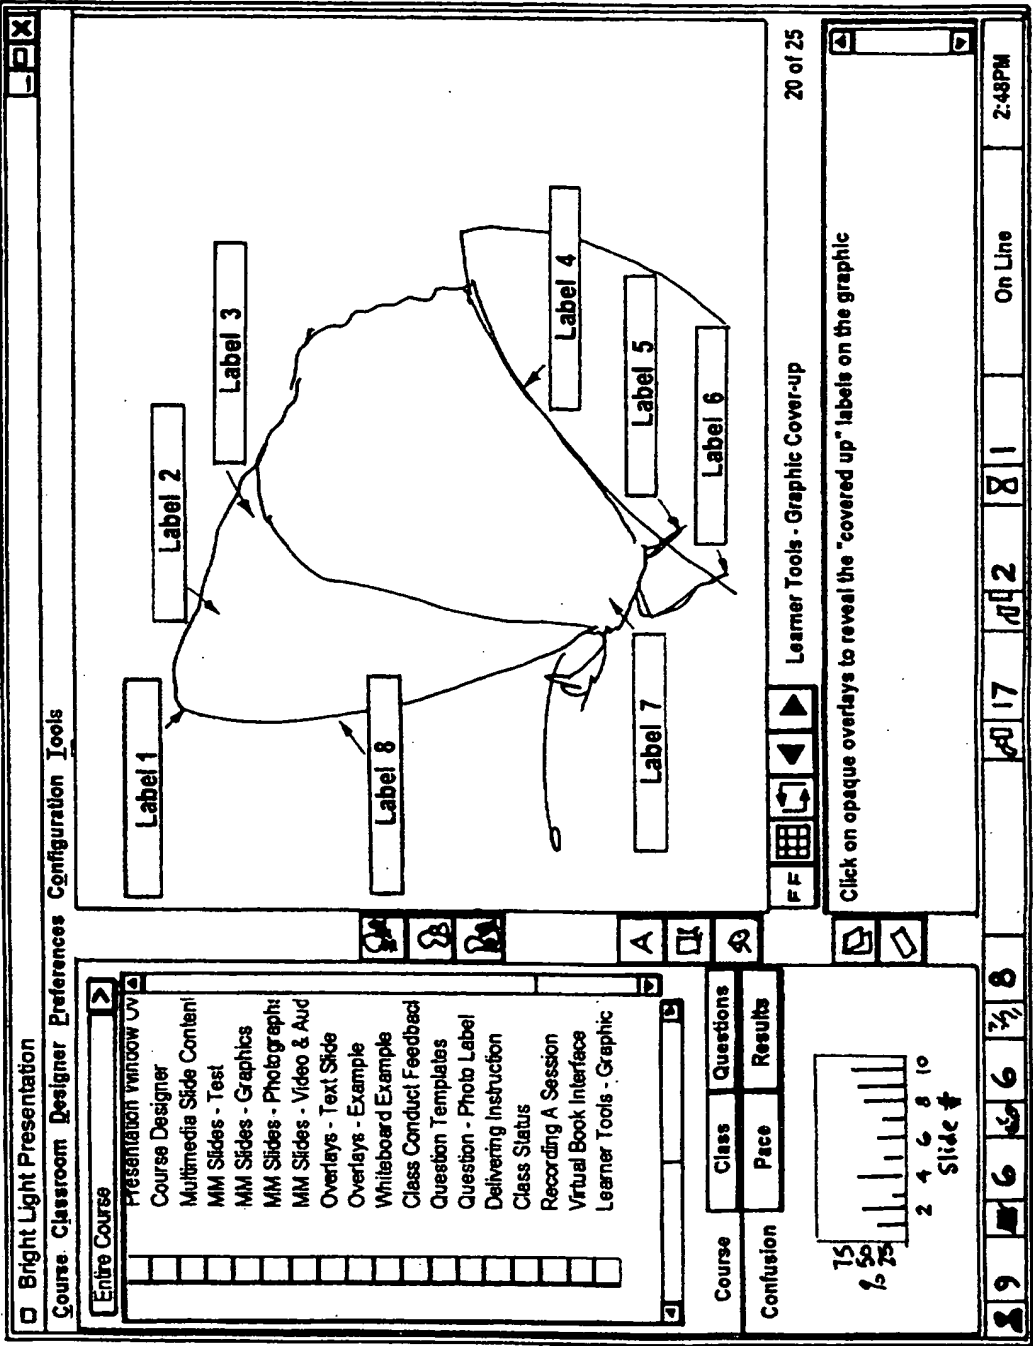 Bright Light Presentation
Course Classroom Designer Preferences Configuration Tools
Entire Course
>
Presentation Window Ov
Course Designer
Multimedia Slide Content
MM Slides - Test
MM Slides - Graphics
MM Slides - Photographs
MM Slides - Video & Aud
Overlays - Text Slide
Overlays - Example
Whiteboard Example
Class Conduct Feedback
Question Templates
Question - Photo Label
Delivering Instruction
Class Status
Recording A Session
Virtual Book Interface
Learner Tools - Graphic
Course Class Questions
Confusion Pace Results
75
50
% 25
2 4 6 8 10
Slide #
A
Label 1
Label 2
Label 3
Label 4
Label 5
Label 6
Label 7
Label 8
FF
Learner Tools - Graphic Cover-up
20 of 25
Click on opaque overlays to reveal the "covered up" labels on the graphic
9 6 6 8 17 2 1 On Line 2:48PM